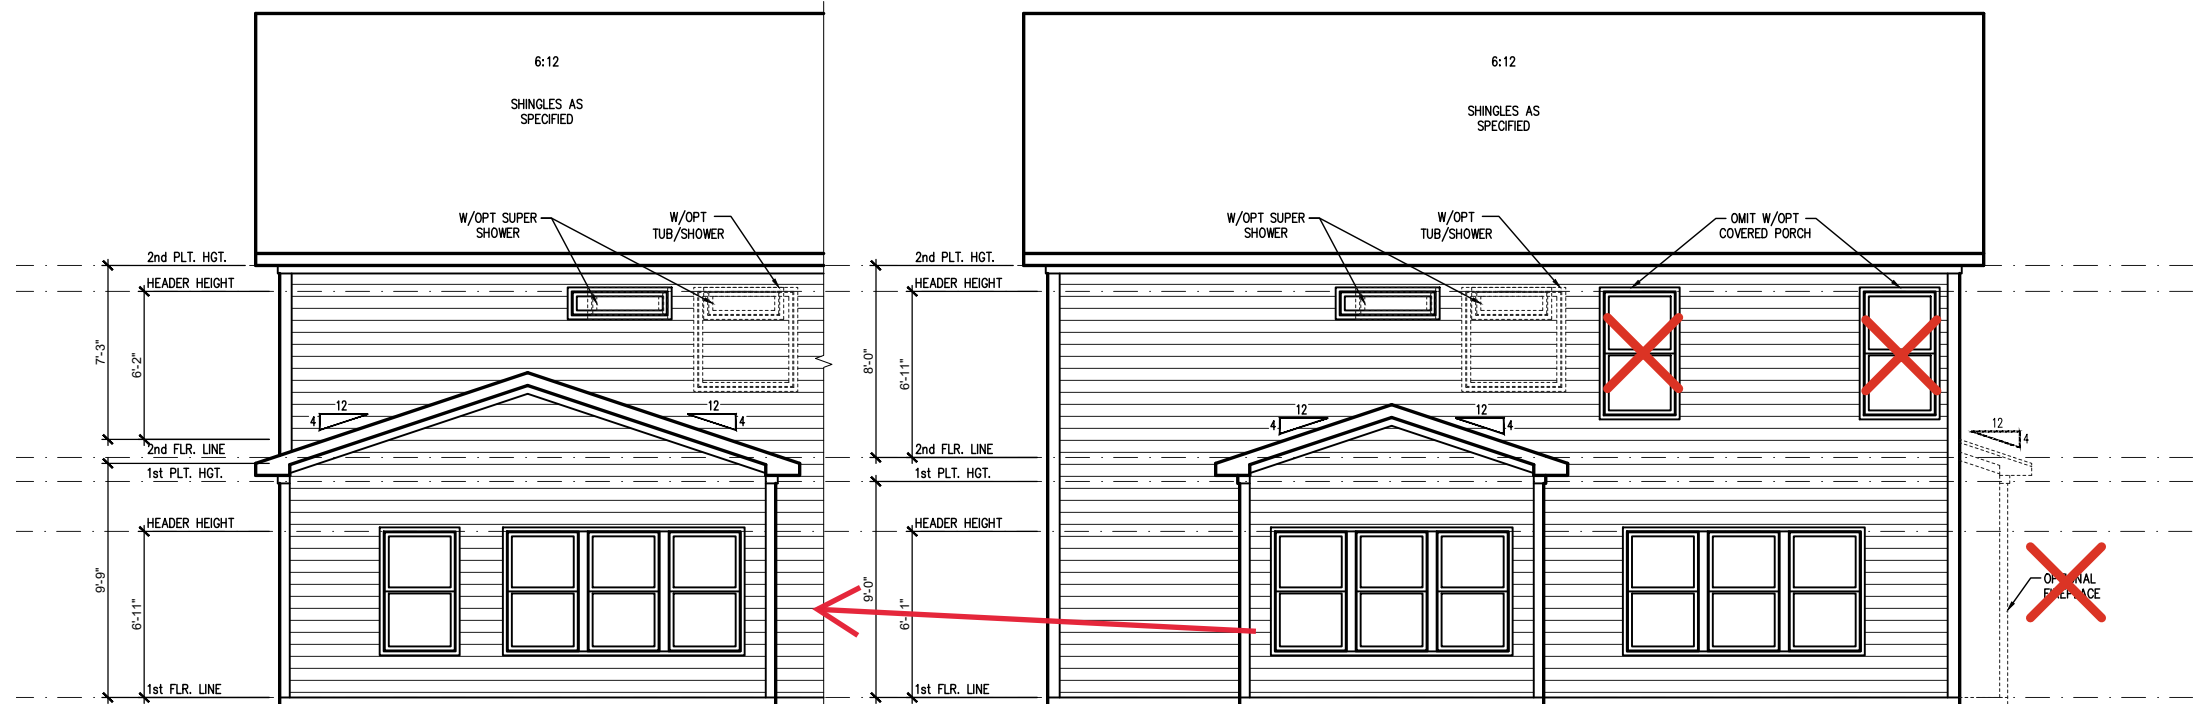 6:12
SHINGLES AS
SPECIFIED
W/OPT SUPER
SHOWER
W/OPT
TUB/SHOWER
2nd PLT. HGT.
HEADER HEIGHT
7'-3"
6'-2"
12
4
12
4
2nd FLR. LINE
1st PLT. HGT.
HEADER HEIGHT
9'-9"
6'-11"
1st FLR. LINE
6:12
SHINGLES AS
SPECIFIED
W/OPT SUPER
SHOWER
W/OPT
TUB/SHOWER
OMIT W/OPT
COVERED PORCH
2nd PLT. HGT.
HEADER HEIGHT
8'-0"
6'-11"
12
4
12
4
12
4
2nd FLR. LINE
1st PLT. HGT.
HEADER HEIGHT
9'-0"
1st FLR. LINE